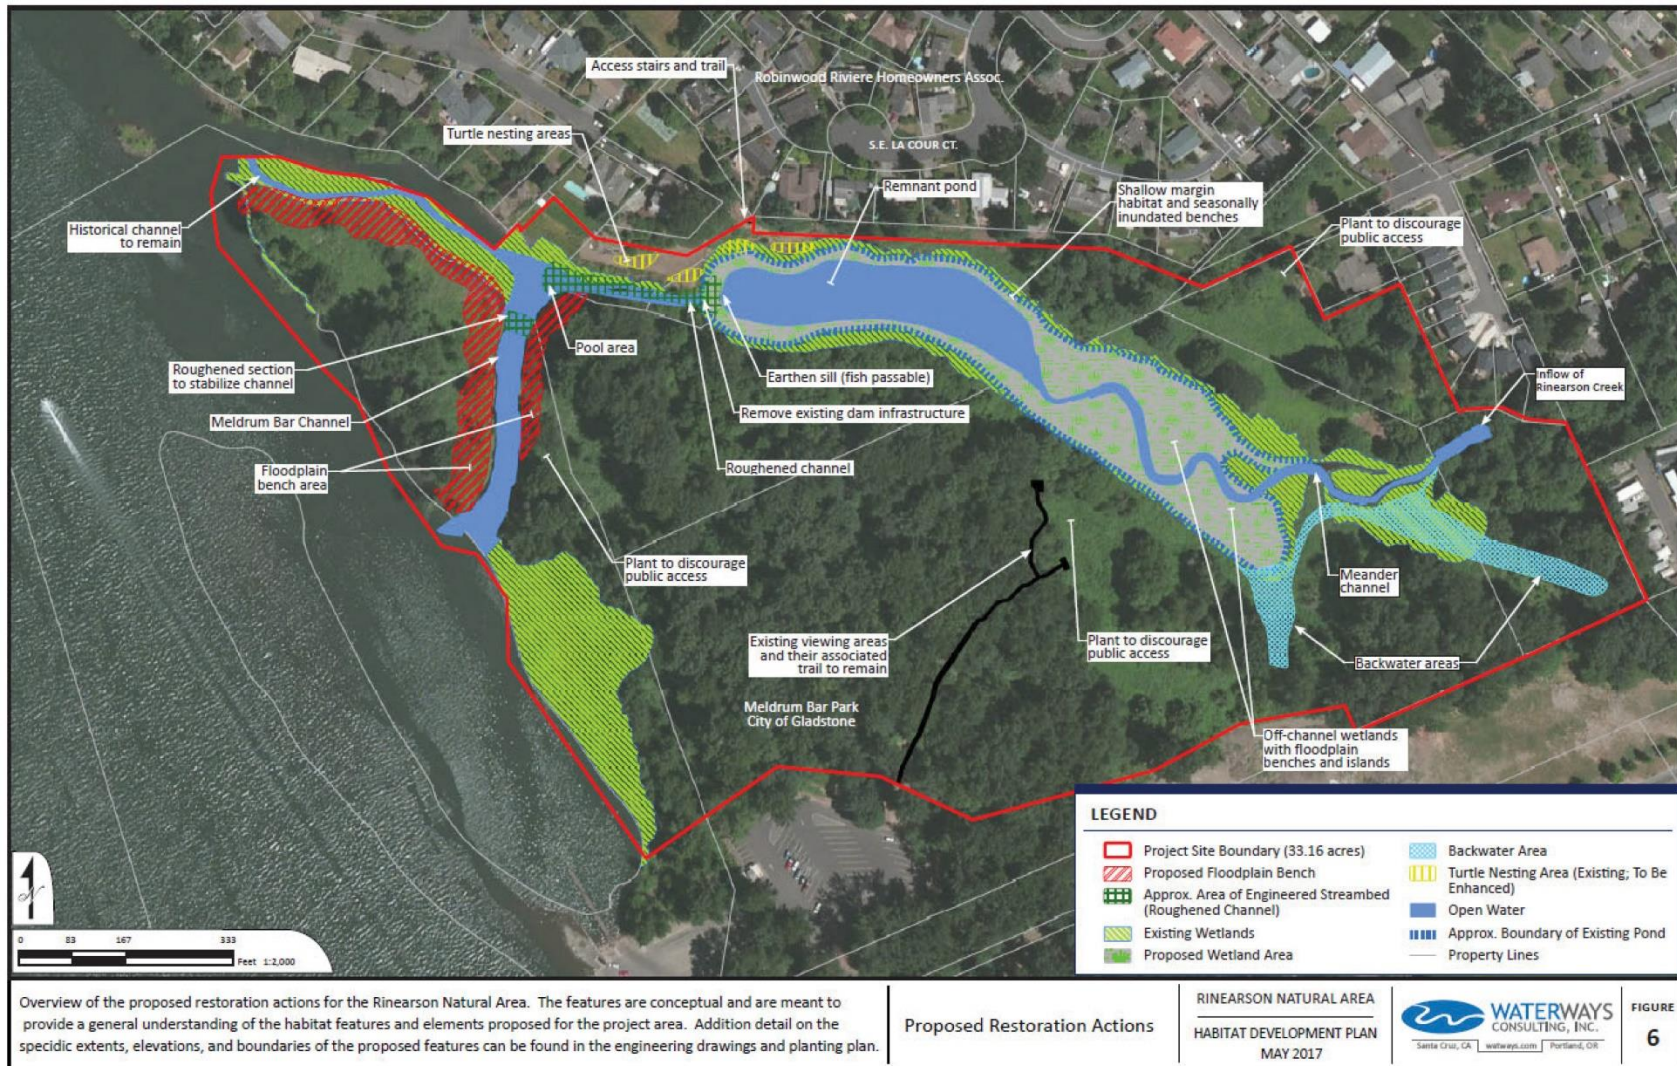 Access stairs and trail
Robinwood Riviere Homeowners Assoc.
Turtle nesting areas
S.E. LA COUR CT.
Remnant pond
Shallow margin
habitat and seasonally
inundated benches
Plant to discourage
public access
Historical channel
to remain
Pool area
Roughened section
to stabilize channel
Earthen sill (fish passable)
Inflow of
Rinearson Creek
Meldrum Bar Channel
Remove existing dam infrastructure
Roughened channel
Floodplain
bench area
Plant to discourage
public access
Meander
channel
Existing viewing areas
and their associated
trail to remain
Plant to discourage
public access
Backwater areas
Meldrum Bar Park
City of Gladstone
Off-channel wetlands
with floodplain
benches and islands
LEGEND
Project Site Boundary (33.16 acres)
Proposed Floodplain Bench
Approx. Area of Engineered Streambed
(Roughened Channel)
Existing Wetlands
Proposed Wetland Area
Backwater Area
Turtle Nesting Area (Existing; To Be
Enhanced)
Open Water
Approx. Boundary of Existing Pond
Property Lines
N
0 83 167 333
Feet 1:2,000
Overview of the proposed restoration actions for the Rinearson Natural Area. The features are conceptual and are meant to
provide a general understanding of the habitat features and elements proposed for the project area. Addition detail on the
specidic extents, elevations, and boundaries of the proposed features can be found in the engineering drawings and planting plan.
Proposed Restoration Actions
RINEARSON NATURAL AREA
HABITAT DEVELOPMENT PLAN
MAY 2017
WATERWAYS
CONSULTING, INC.
Santa Cruz, CA watways.com Portland, OR
FIGURE
6